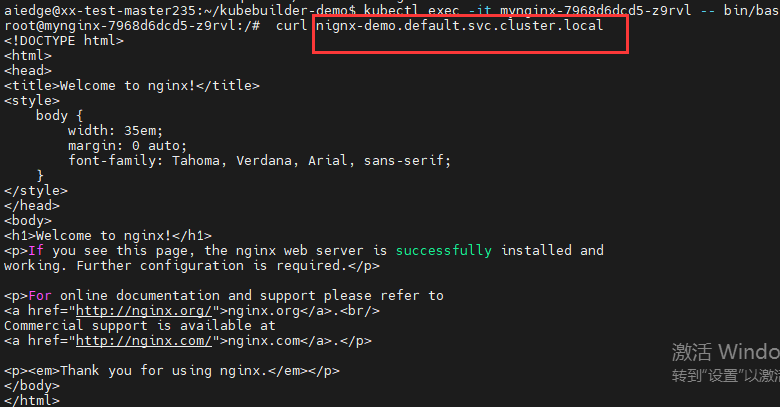 aiedge@xx-test-master235:~/kubebuilder-demo$ kubectl exec -it mynginx-7968d6dcd5-z9rvl -- bin/bas
root@mynginx-7968d6dcd5-z9rvl:/#  curl nignx-demo.default.svc.cluster.local
<!DOCTYPE html>
<html>
<head>
<title>Welcome to nginx!</title>
<style>
    body {
        width: 35em;
        margin: 0 auto;
        font-family: Tahoma, Verdana, Arial, sans-serif;
    }
</style>
</head>
<body>
<h1>Welcome to nginx!</h1>
<p>If you see this page, the nginx web server is successfully installed and
working. Further configuration is required.</p>

<p>For online documentation and support please refer to
<a href="http://nginx.org/">nginx.org</a>.<br/>
Commercial support is available at
<a href="http://nginx.com/">nginx.com</a>.</p>

<p><em>Thank you for using nginx.</em></p>
</body>
</html>
激活 Windo
转到“设置”以激活